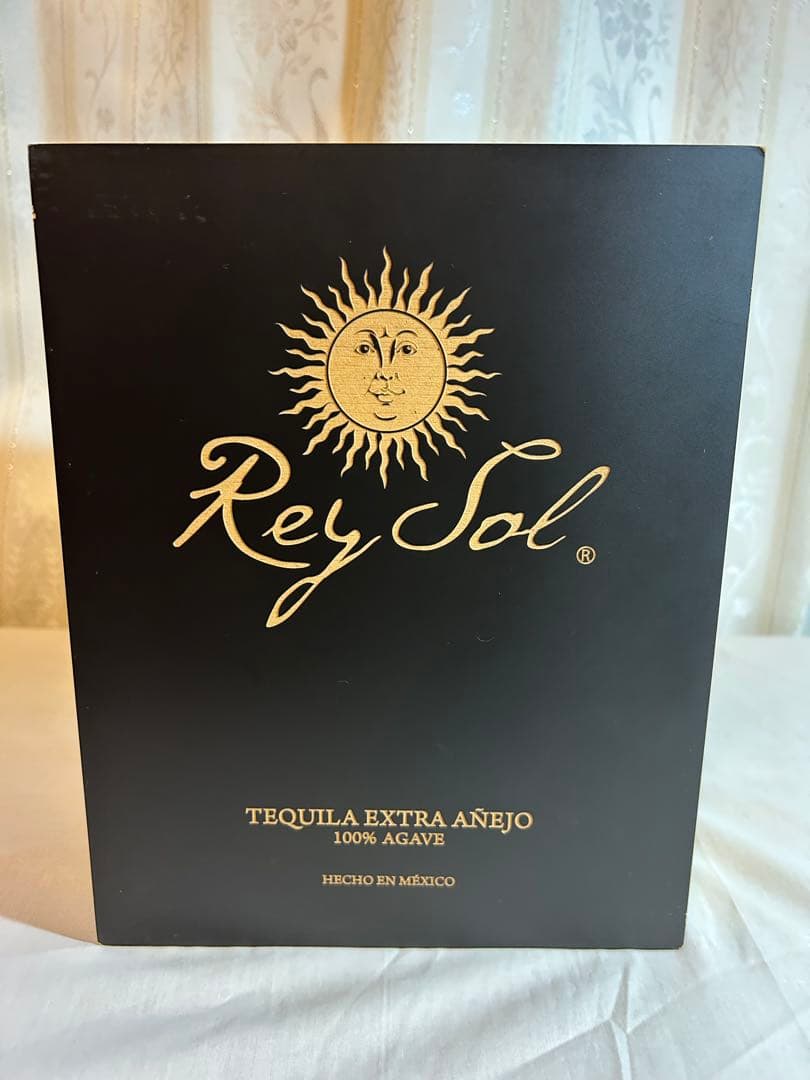 Rey Sol ®
TEQUILA EXTRA AÑEJO
100% AGAVE
HECHO EN MÉXICO